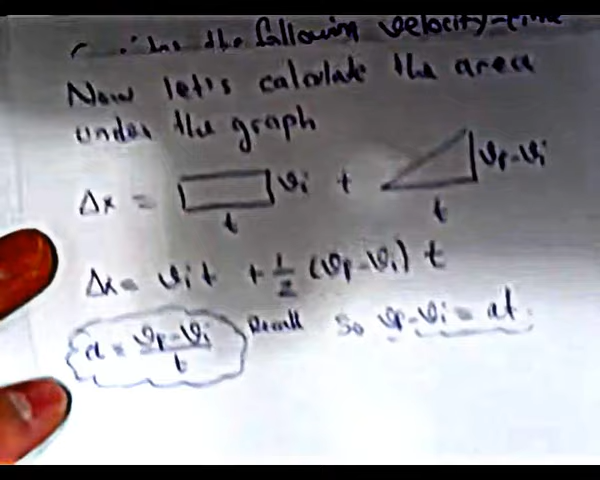 the following velocity-time
Now let's calculate the area
under the graph
Δx = vi + vf-vi
t t
Δx = vit + 1/2 (vf-vi) t
a = vf-vi/t Recall So vf-vi = at.